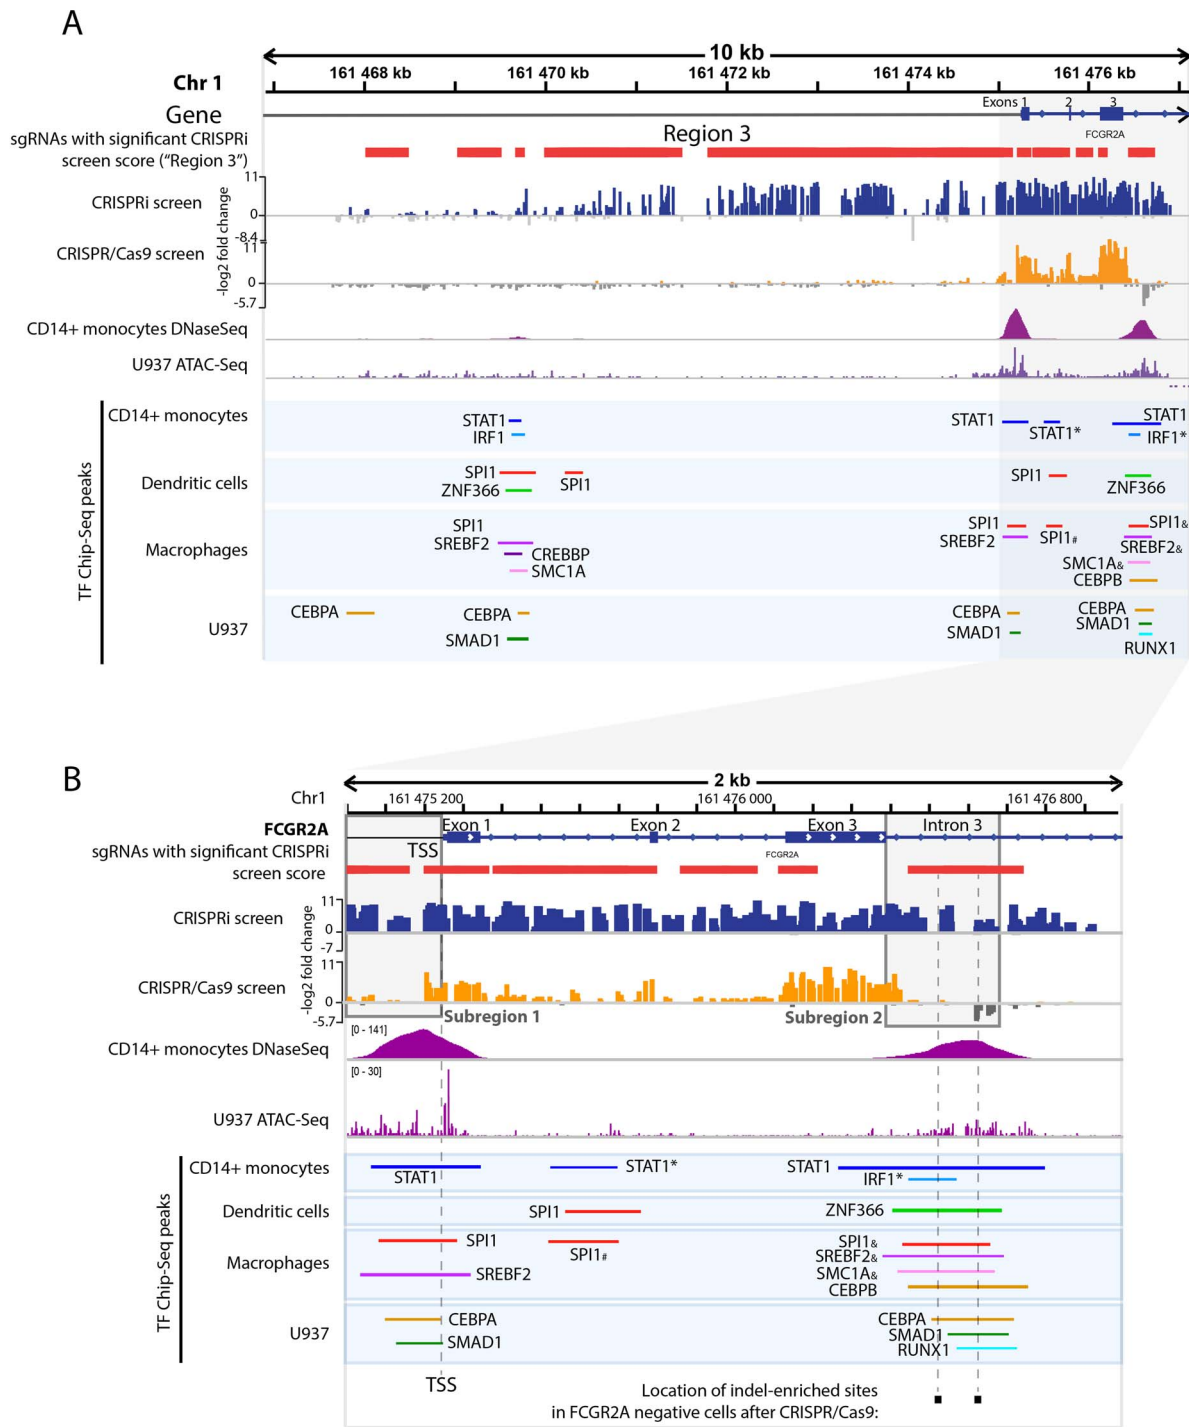 A
10 kb
Chr 1
161 468 kb 161 470 kb 161 472 kb 161 474 kb 161 476 kb
Gene
Exons 1 2 3
FCGR2A
sgRNAs with significant CRISPRi
screen score ("Region 3")
Region 3
CRISPRi screen
11
0
-8.4
-log2 fold change
CRISPR/Cas9 screen
11
0
-5.7
CD14+ monocytes DNaseSeq
U937 ATAC-Seq
TF Chip-Seq peaks
CD14+ monocytes
STAT1 STAT1 STAT1
IRF1 STAT1* IRF1*
Dendritic cells
SPI1 SPI1 SPI1
ZNF366 ZNF366
Macrophages
SPI1 SPI1 SPI1&
SREBF2 SREBF2 SPI1# SREBF2&
CREBBP SMC1A&
SMC1A CEBPB
U937
CEBPA CEBPA CEBPA CEBPA
SMAD1 SMAD1 SMAD1
RUNX1
B
2 kb
Chr1
161 475 200 161 476 000 161 476 800
FCGR2A
Exon 1 Exon 2 Exon 3 Intron 3
sgRNAs with significant CRISPRi
screen score
TSS
FCGR2A
CRISPRi screen
11
0
-7
-log2 fold change
CRISPR/Cas9 screen
11
0
-5.7
Subregion 1 Subregion 2
CD14+ monocytes DNaseSeq
[0 - 141]
[0 - 30]
U937 ATAC-Seq
TF Chip-Seq peaks
CD14+ monocytes
STAT1 STAT1* STAT1
IRF1*
Dendritic cells
SPI1 ZNF366
Macrophages
SPI1 SPI1# SPI1&
SREBF2 SREBF2&
SMC1A&
CEBPB
U937
CEBPA CEBPA
SMAD1 SMAD1
RUNX1
TSS
Location of indel-enriched sites
in FCGR2A negative cells after CRISPR/Cas9: